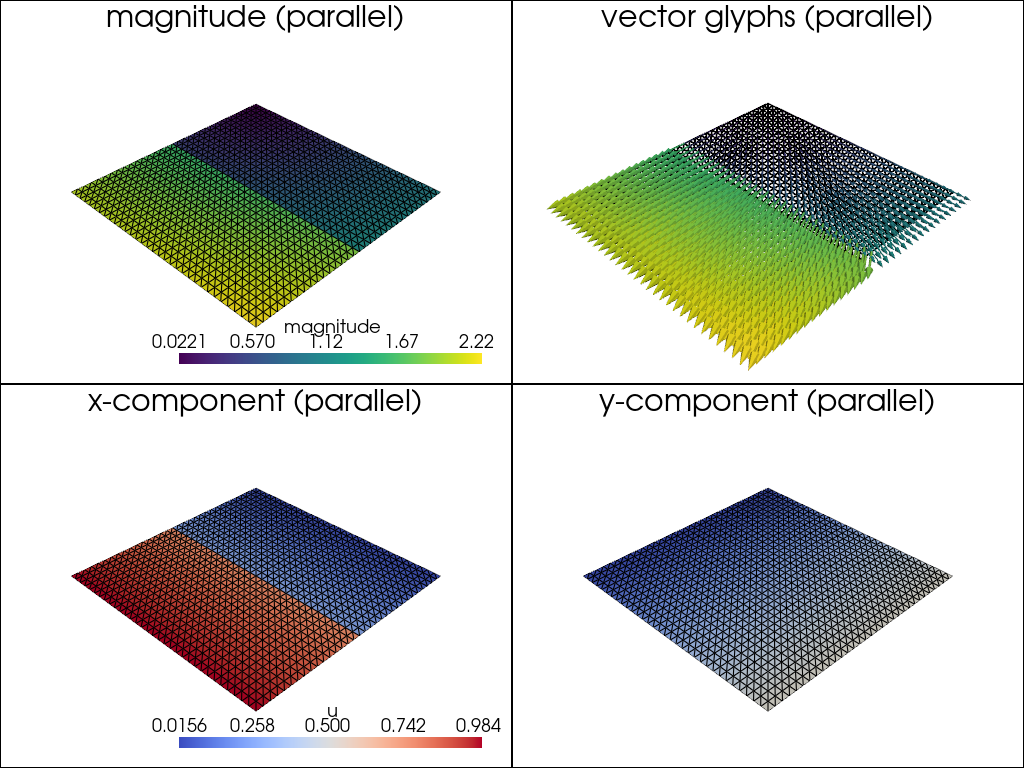 magnitude (parallel)
vector glyphs (parallel)
magnitude
0.0221 0.570 1.12 1.67 2.22
x-component (parallel)
y-component (parallel)
u
0.0156 0.258 0.500 0.742 0.984